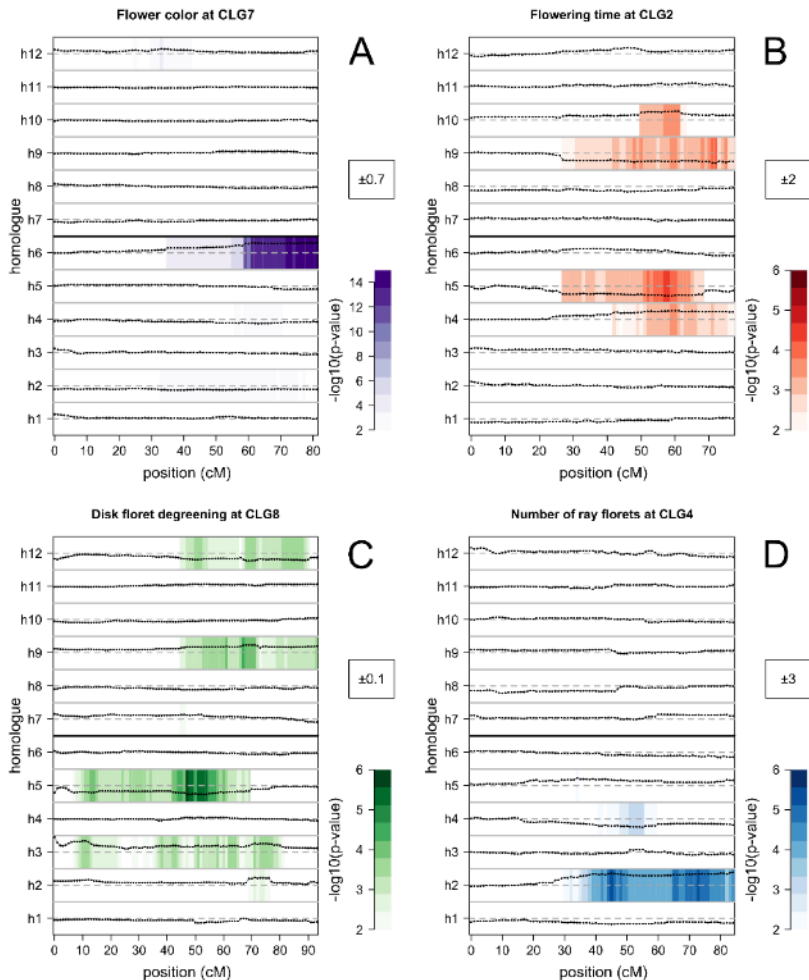 Flower color at CLG7
A
h12
h11
h10
h9
h8
h7
h6
h5
h4
h3
h2
h1
homologue
0 10 20 30 40 50 60 70 80
position (cM)
±0.7
14
12
10
8
6
4
2
-log10(p-value)
Flowering time at CLG2
B
h12
h11
h10
h9
h8
h7
h6
h5
h4
h3
h2
h1
homologue
0 10 20 30 40 50 60 70
position (cM)
±2
6
5
4
3
2
-log10(p-value)
Disk floret degreening at CLG8
C
h12
h11
h10
h9
h8
h7
h6
h5
h4
h3
h2
h1
homologue
0 10 20 30 40 50 60 70 80 90
position (cM)
±0.1
6
5
4
3
2
-log10(p-value)
Number of ray florets at CLG4
D
h12
h11
h10
h9
h8
h7
h6
h5
h4
h3
h2
h1
homologue
0 10 20 30 40 50 60 70 80
position (cM)
±3
6
5
4
3
2
-log10(p-value)